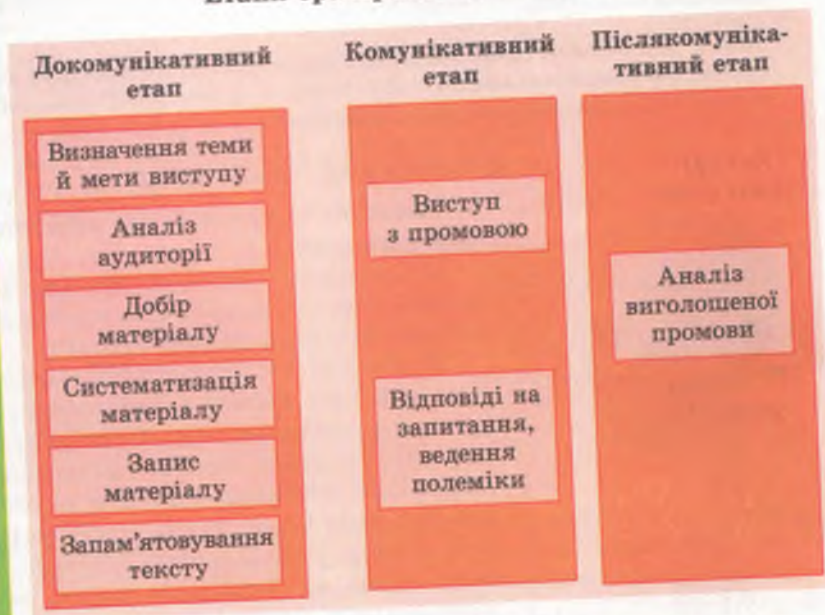 Докомунікативний
етап
Визначення теми
й мети виступу
Аналіз
аудиторії
Добір
матеріалу
Систематизація
матеріалу
Запис
матеріалу
Запам'ятовування
тексту
Комунікативний
етап
Виступ
з промовою
Відповіді на
запитання,
ведення
полеміки
Післякомуніка-
тивний етап
Аналіз
виголошеної
промови